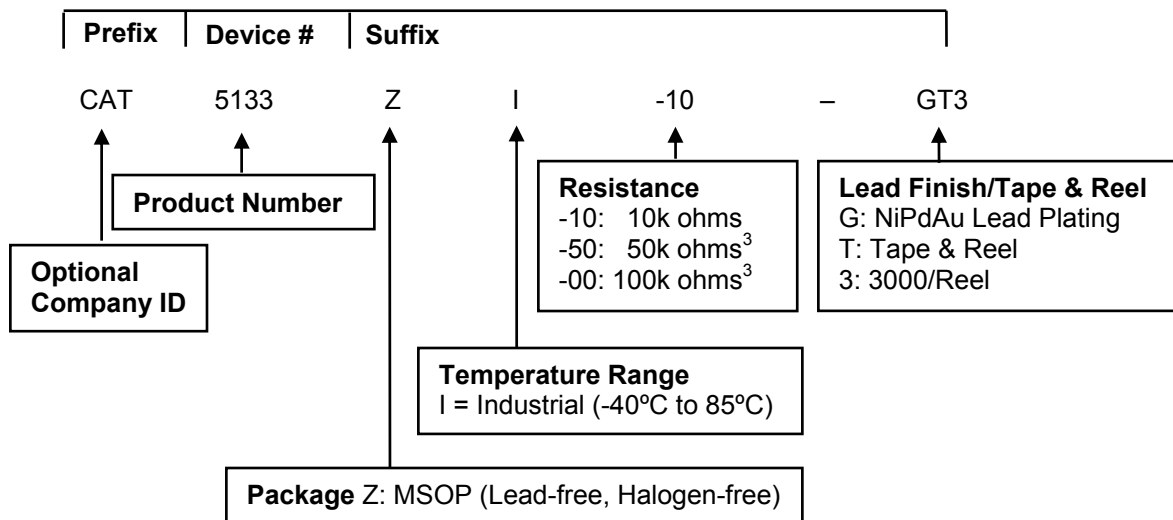 Prefix Device # Suffix
CAT 5133 Z I -10 – GT3
Product Number
Optional
Company ID
Resistance
-10: 10k ohms
-50: 50k ohms³
-00: 100k ohms³
Lead Finish/Tape & Reel
G: NiPdAu Lead Plating
T: Tape & Reel
3: 3000/Reel
Temperature Range
I = Industrial (-40ºC to 85ºC)
Package Z: MSOP (Lead-free, Halogen-free)